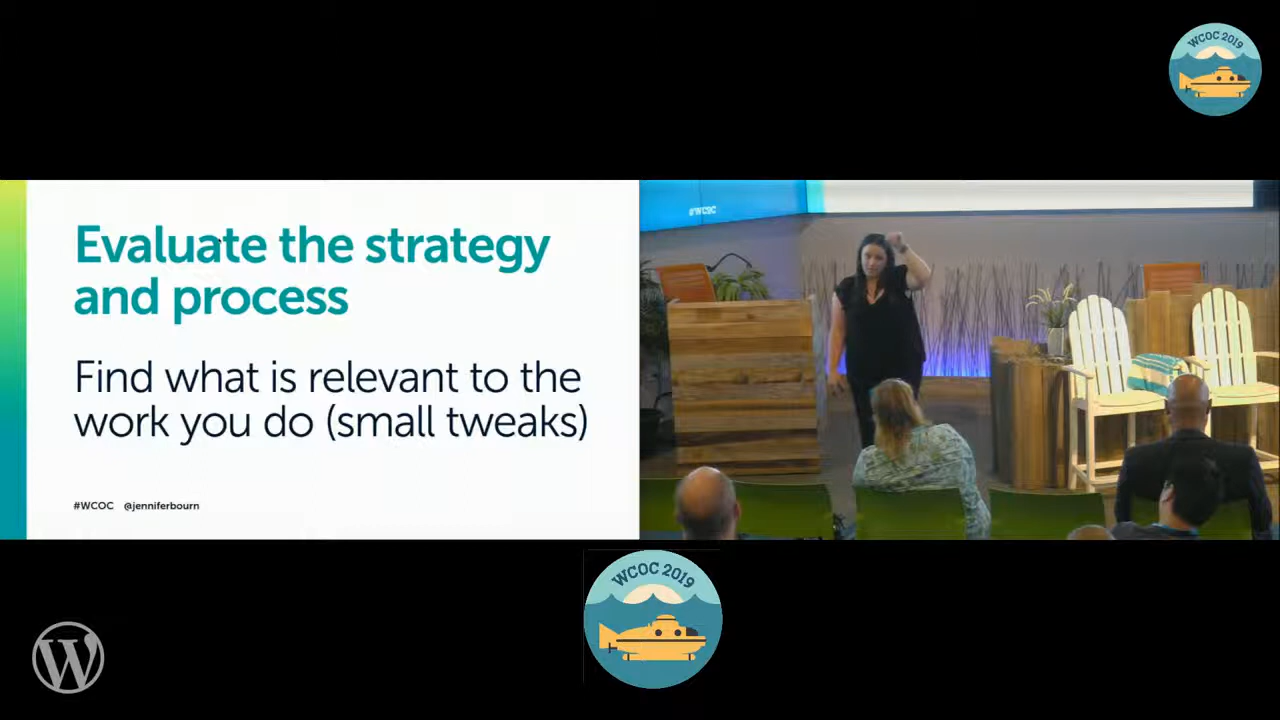 WCOC 2019
Evaluate the strategy
and process
Find what is relevant to the
work you do (small tweaks)
#WCOC @jenniferbourn
#WCOC
WCOC 2019
W